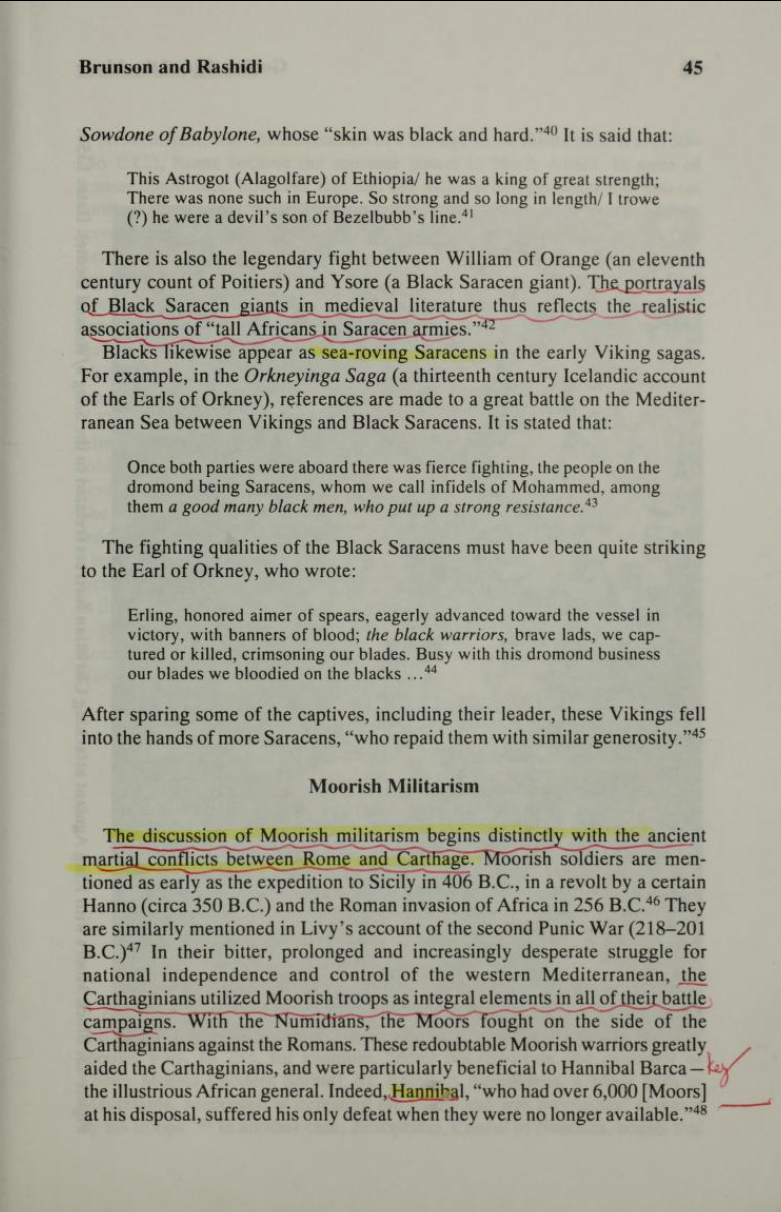 Brunson and Rashidi 45
Sowdone of Babylone, whose “skin was black and hard.”40 It is said that:
This Astrogot (Alagolfare) of Ethiopia/ he was a king of great strength;
There was none such in Europe. So strong and so long in length/ I trowe
(?) he were a devil’s son of Bezelbubb’s line.41
There is also the legendary fight between William of Orange (an eleventh
century count of Poitiers) and Ysore (a Black Saracen giant). The portrayals
of Black Saracen giants in medieval literature thus reflects the realistic
associations of “tall Africans in Saracen armies.”42
Blacks likewise appear as sea-roving Saracens in the early Viking sagas.
For example, in the Orkneyinga Saga (a thirteenth century Icelandic account
of the Earls of Orkney), references are made to a great battle on the Mediter-
ranean Sea between Vikings and Black Saracens. It is stated that:
Once both parties were aboard there was fierce fighting, the people on the
dromond being Saracens, whom we call infidels of Mohammed, among
them a good many black men, who put up a strong resistance.43
The fighting qualities of the Black Saracens must have been quite striking
to the Earl of Orkney, who wrote:
Erling, honored aimer of spears, eagerly advanced toward the vessel in
victory, with banners of blood; the black warriors, brave lads, we cap-
tured or killed, crimsoning our blades. Busy with this dromond business
our blades we bloodied on the blacks ...44
After sparing some of the captives, including their leader, these Vikings fell
into the hands of more Saracens, “who repaid them with similar generosity.”45
Moorish Militarism
The discussion of Moorish militarism begins distinctly with the ancient
martial conflicts between Rome and Carthage. Moorish soldiers are men-
tioned as early as the expedition to Sicily in 406 B.C., in a revolt by a certain
Hanno (circa 350 B.C.) and the Roman invasion of Africa in 256 B.C.46 They
are similarly mentioned in Livy’s account of the second Punic War (218–201
B.C.)47 In their bitter, prolonged and increasingly desperate struggle for
national independence and control of the western Mediterranean, the
Carthaginians utilized Moorish troops as integral elements in all of their battle
campaigns. With the Numidians, the Moors fought on the side of the
Carthaginians against the Romans. These redoubtable Moorish warriors greatly
aided the Carthaginians, and were particularly beneficial to Hannibal Barca – key
the illustrious African general. Indeed, Hannibal, “who had over 6,000 [Moors]
at his disposal, suffered his only defeat when they were no longer available.”48